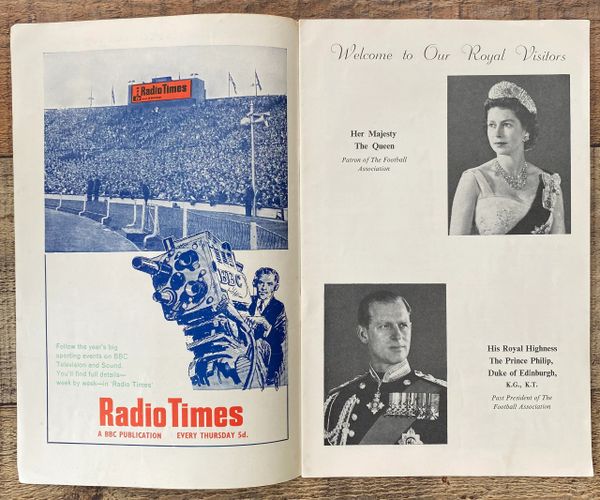 Radio Times
BBC
Follow the year's big
sporting events on BBC
Television and Sound.
You'll find full details—
week by week—in 'Radio Times'
Radio Times
A BBC PUBLICATION EVERY THURSDAY 5d.
Welcome to Our Royal Visitors
Her Majesty
The Queen
Patron of The Football
Association
His Royal Highness
The Prince Philip,
Duke of Edinburgh,
K.G., K.T.
Past President of The
Football Association